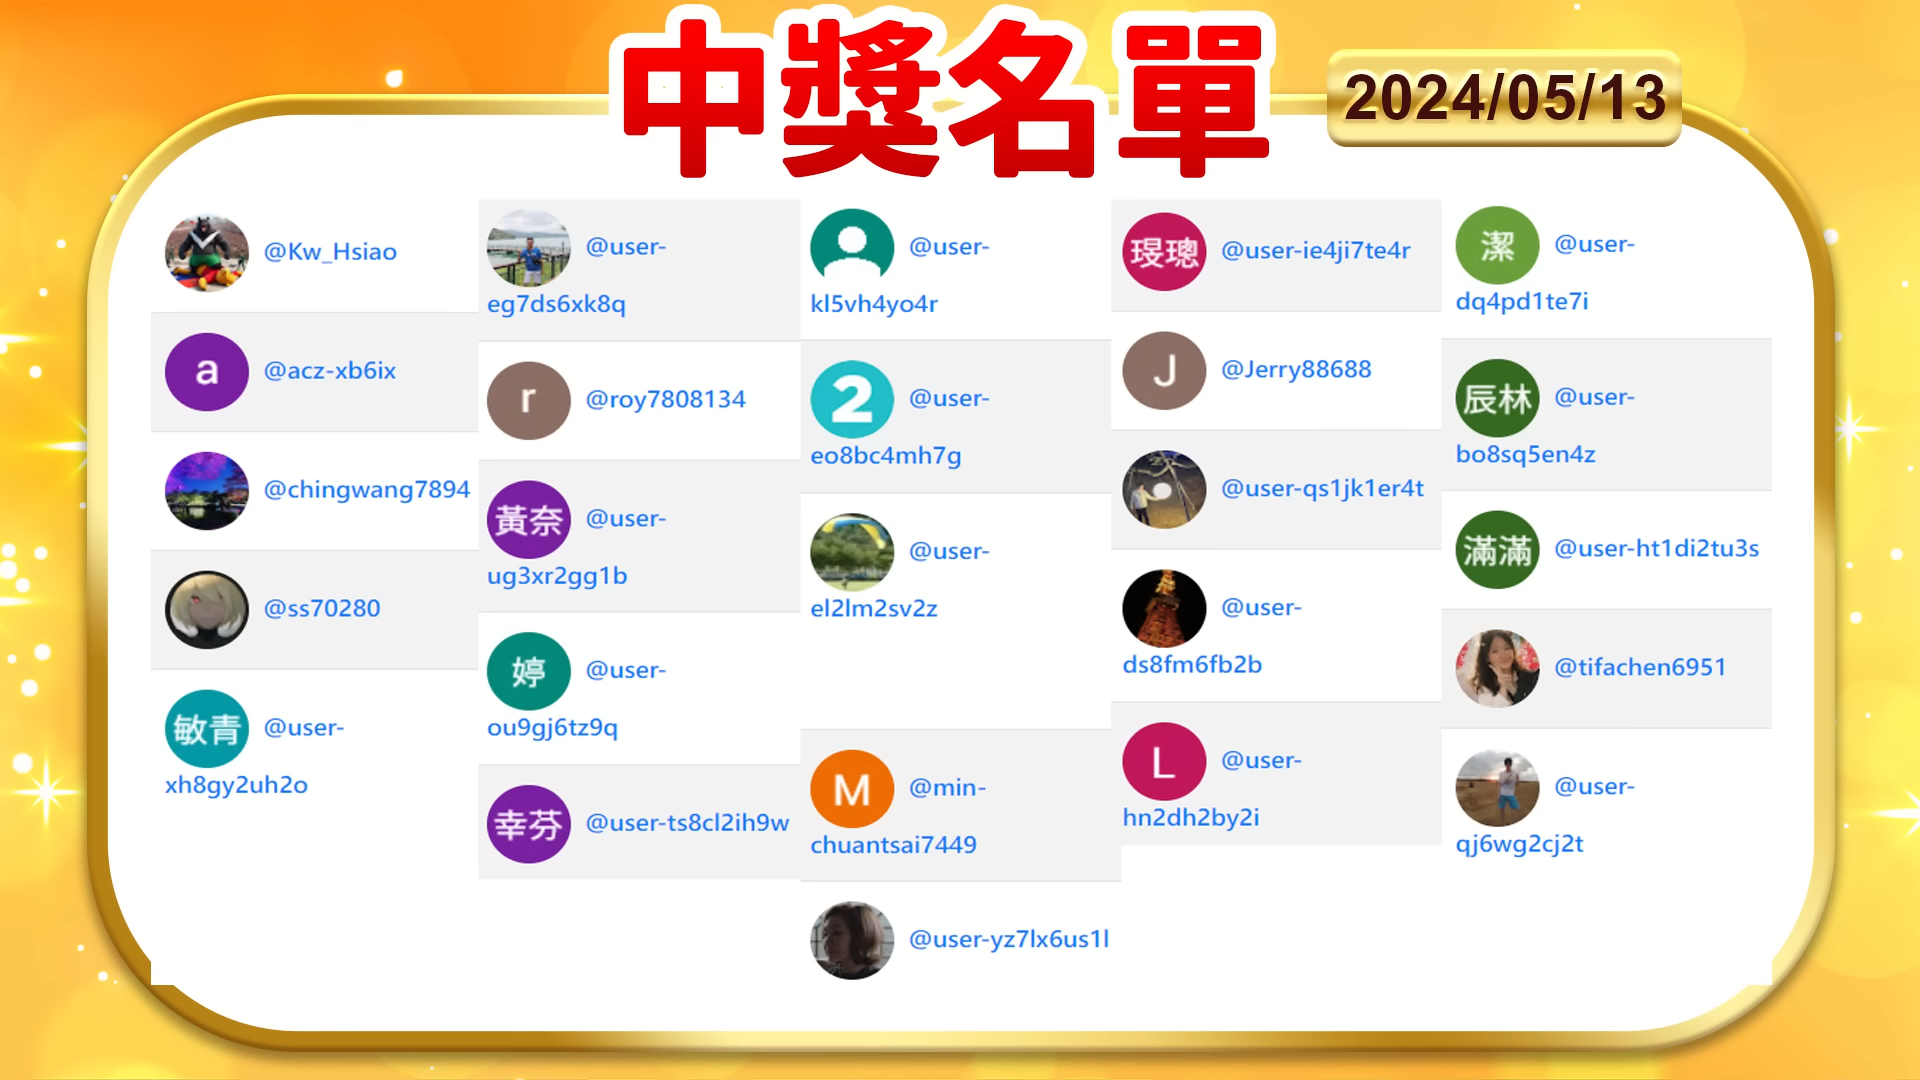 中獎名單
2024/05/13
@Kw_Hsiao
a @acz-xb6ix
@chingwang7894
@ss70280
敏青 @user-
xh8gy2uh2o
@user-
eg7ds6xk8q
r @roy7808134
黃奈 @user-
ug3xr2gg1b
婷 @user-
ou9gj6tz9q
幸芬 @user-ts8cl2ih9w
@user-
kl5vh4yo4r
2 @user-
eo8bc4mh7g
@user-
el2lm2sv2z
M @min-
chuantsai7449
@user-yz7lx6us1l
琝璁 @user-ie4ji7te4r
J @Jerry88688
@user-qs1jk1er4t
@user-
ds8fm6fb2b
L @user-
hn2dh2by2i
潔 @user-
dq4pd1te7i
辰林 @user-
bo8sq5en4z
滿滿 @user-ht1di2tu3s
@tifachen6951
@user-
qj6wg2cj2t